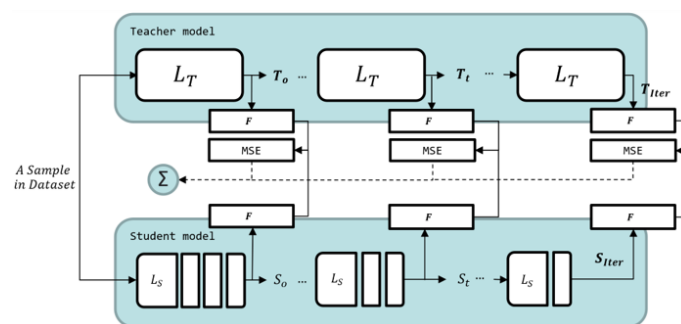 Teacher model
L_T T_o ... L_T T_t ... L_T T_Iter
F F F
MSE MSE MSE
A Sample
in Dataset
Σ
F F F
Student model
L_S S_o ... L_S S_t ... L_S S_Iter